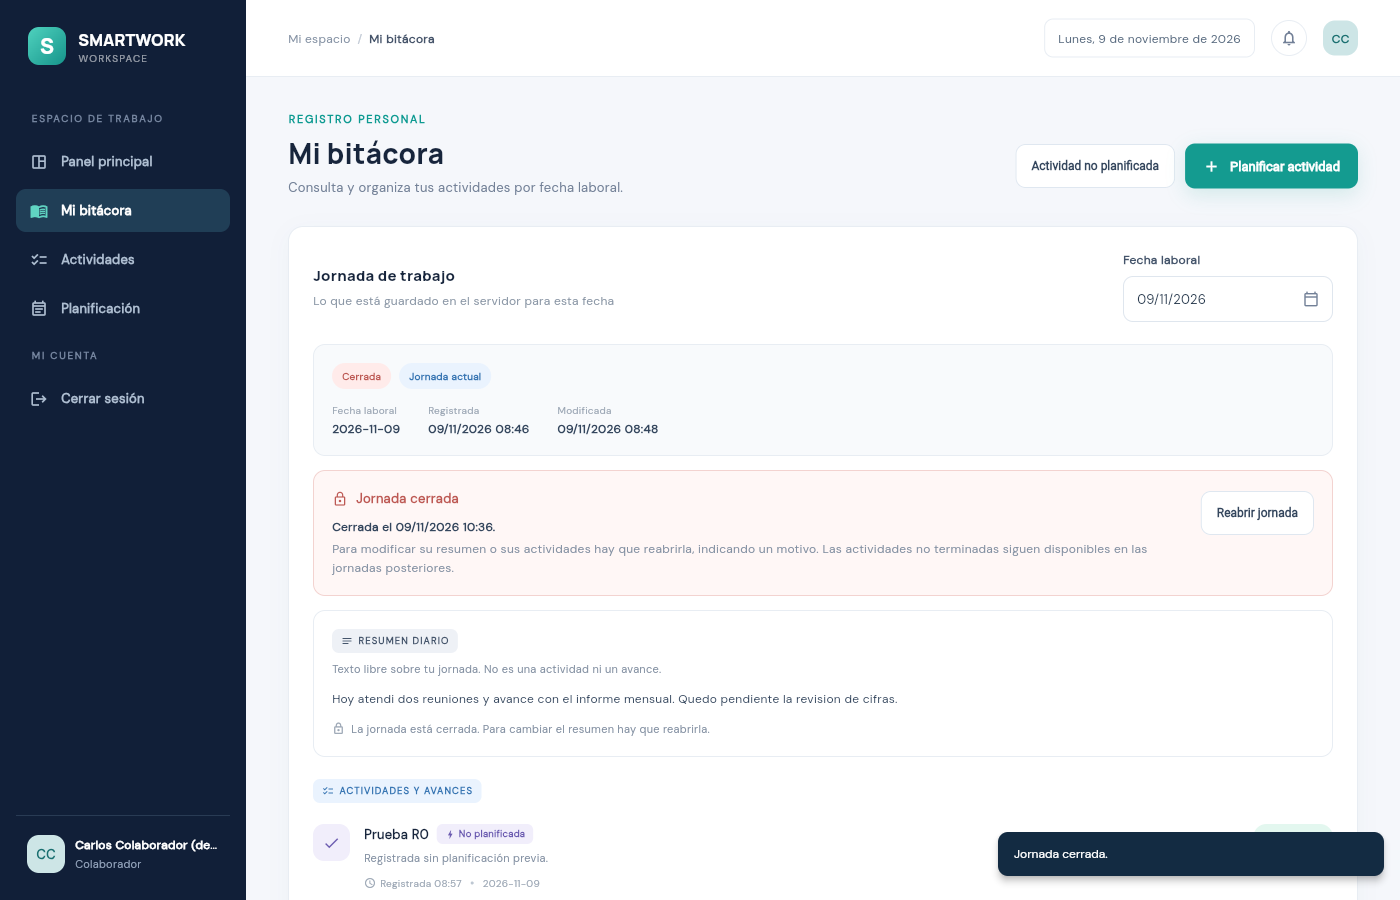 S
SMARTWORK
WORKSPACE
ESPACIO DE TRABAJO
Panel principal
Mi bitácora
Actividades
Planificación
MI CUENTA
Cerrar sesión
CC
Carlos Colaborador (de...
Colaborador
Mi espacio / Mi bitácora
Lunes, 9 de noviembre de 2026
CC
REGISTRO PERSONAL
Mi bitácora
Consulta y organiza tus actividades por fecha laboral.
Actividad no planificada
+ Planificar actividad
Jornada de trabajo
Lo que está guardado en el servidor para esta fecha
Fecha laboral
09/11/2026
Cerrada
Jornada actual
Fecha laboral
2026-11-09
Registrada
09/11/2026 08:46
Modificada
09/11/2026 08:48
Jornada cerrada
Cerrada el 09/11/2026 10:36.
Para modificar su resumen o sus actividades hay que reabrirla, indicando un motivo. Las actividades no terminadas siguen disponibles en las
jornadas posteriores.
Reabrir jornada
RESUMEN DIARIO
Texto libre sobre tu jornada. No es una actividad ni un avance.
Hoy atendi dos reuniones y avance con el informe mensual. Quedo pendiente la revision de cifras.
La jornada está cerrada. Para cambiar el resumen hay que reabrirla.
ACTIVIDADES Y AVANCES
Prueba R0
No planificada
Registrada sin planificación previa.
Registrada 08:57 • 2026-11-09
Jornada cerrada.